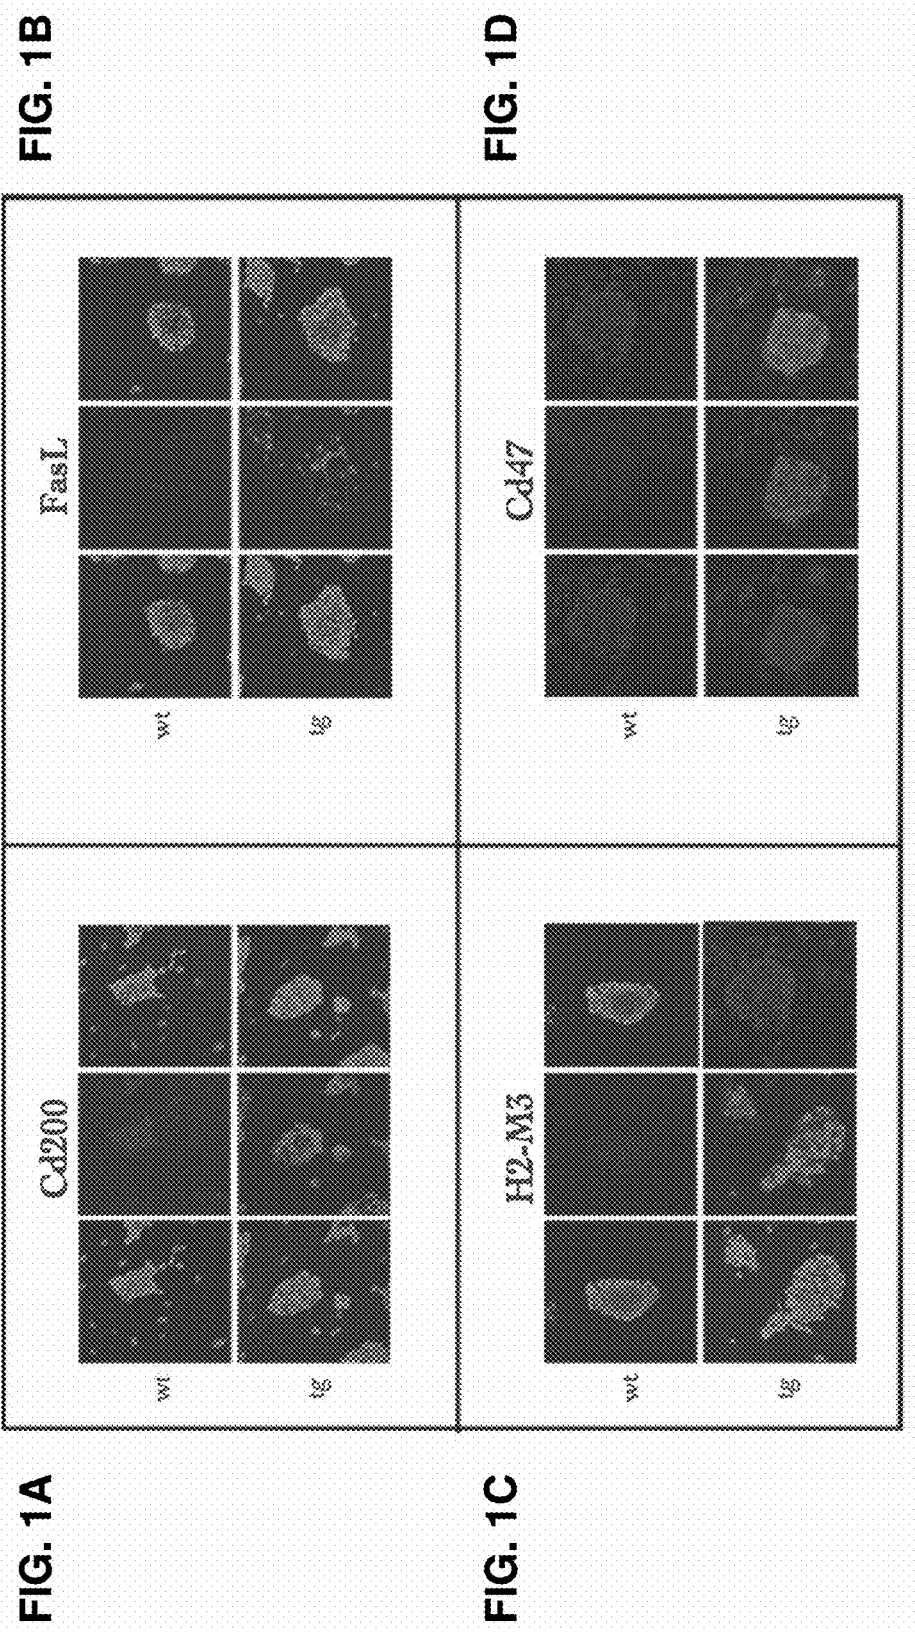 FIG. 1A
Cd200
wt
tg
FIG. 1B
FasL
wt
tg
FIG. 1C
H2-M3
wt
tg
FIG. 1D
Cd47
wt
tg